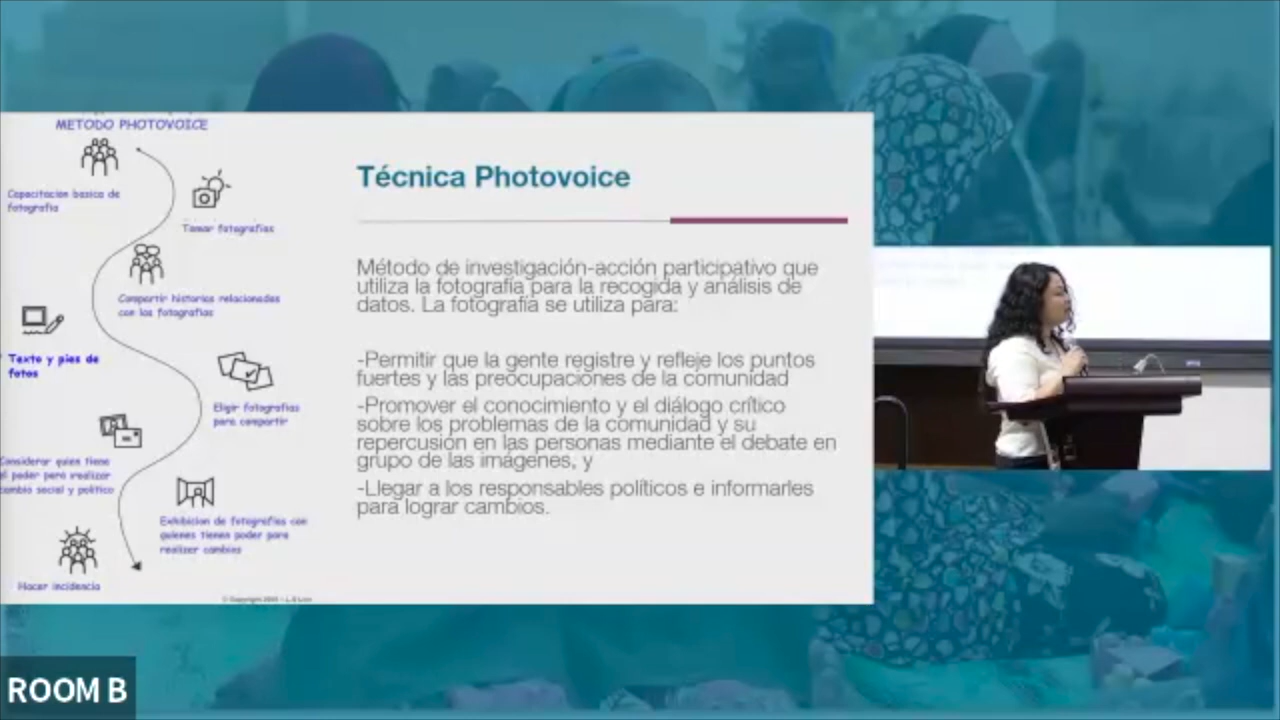 METODO PHOTOVOICE
Capacitacion basica de
fotografia
Tomar fotografias
Compartir historias relacionadas
con las fotografias
Texto y pies de
fotos
Eligir fotografias
para compartir
Considerar quien tiene
el poder para realizar
cambio social y politico
Exhibicion de fotografias con
quienes tienen poder para
realizar cambios
Hacer incidencia
© Copyright
Técnica Photovoice
Método de investigación-acción participativo que
utiliza la fotografía para la recogida y análisis de
datos. La fotografía se utiliza para:
-Permitir que la gente registre y refleje los puntos
fuertes y las preocupaciones de la comunidad
-Promover el conocimiento y el diálogo crítico
sobre los problemas de la comunidad y su
repercusión en las personas mediante el debate en
grupo de las imágenes, y
-Llegar a los responsables políticos e informarles
para lograr cambios.
ROOM B